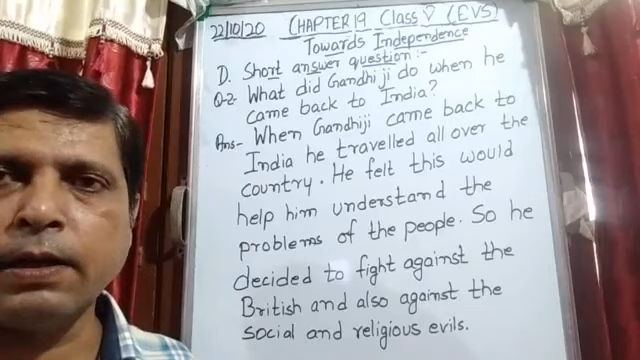 22/10/20 CHAPTER 19 Class V (EVS)
Towards Independence
D. Short answer question :-
Q-2- What did Gandhiji do when he
came back to India?
Ans- When Gandhiji came back to
India he travelled all over the
country. He felt this would
help him understand the
problems of the people. So he
decided to fight against the
British and also against the
social and religious evils.